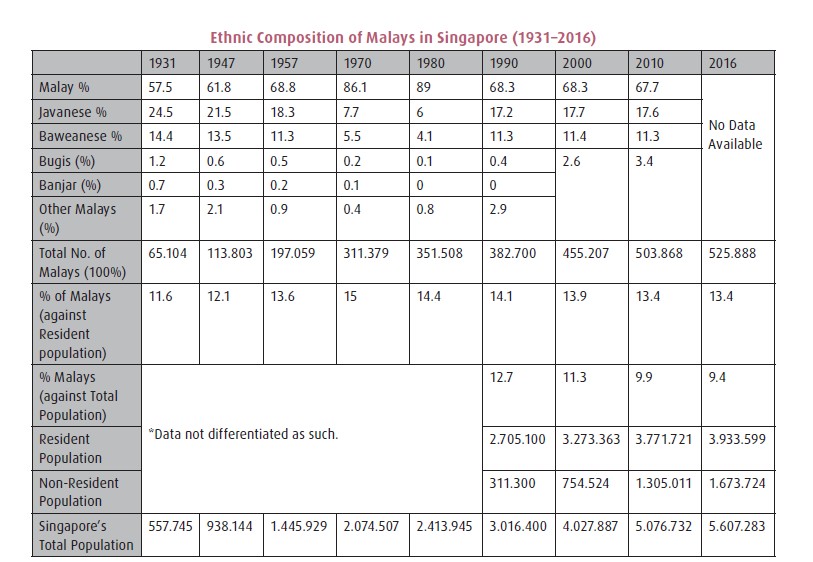 Ethnic Composition of Malays in Singapore (1931–2016)
1931 1947 1957 1970 1980 1990 2000 2010 2016
Malay % 57.5 61.8 68.8 86.1 89 68.3 68.3 67.7
Javanese % 24.5 21.5 18.3 7.7 6 17.2 17.7 17.6
No Data
Available
Baweanese % 14.4 13.5 11.3 5.5 4.1 11.3 11.4 11.3
Bugis (%) 1.2 0.6 0.5 0.2 0.1 0.4 2.6 3.4
Banjar (%) 0.7 0.3 0.2 0.1 0 0
Other Malays 1.7 2.1 0.9 0.4 0.8 2.9
(%)
Total No. of 65.104 113.803 197.059 311.379 351.508 382.700 455.207 503.868 525.888
Malays (100%)
% of Malays 11.6 12.1 13.6 15 14.4 14.1 13.9 13.4 13.4
(against
Resident
population)
% Malays 12.7 11.3 9.9 9.4
(against Total
Population)
*Data not differentiated as such.
Resident 2.705.100 3.273.363 3.771.721 3.933.599
Population
Non-Resident 311.300 754.524 1.305.011 1.673.724
Population
Singapore's 557.745 938.144 1.445.929 2.074.507 2.413.945 3.016.400 4.027.887 5.076.732 5.607.283
Total Population